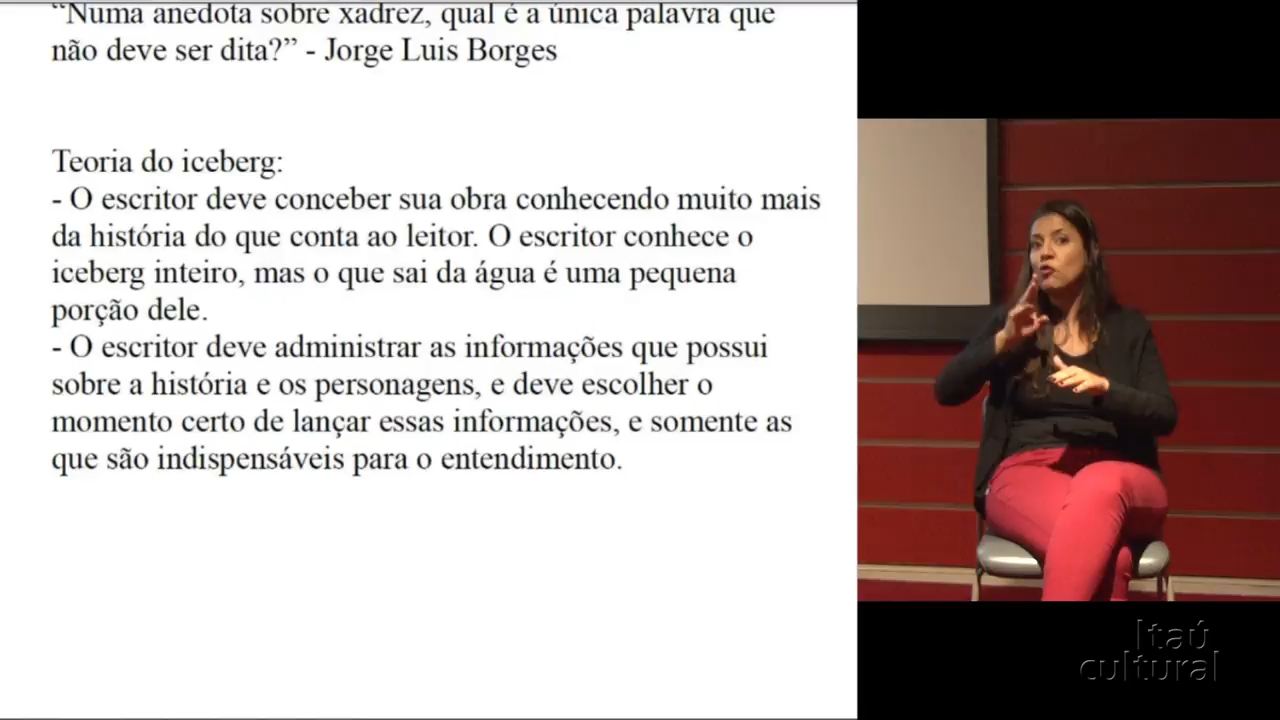 “Numa anedota sobre xadrez, qual é a única palavra que
não deve ser dita?” - Jorge Luis Borges
Teoria do iceberg:
- O escritor deve conceber sua obra conhecendo muito mais
da história do que conta ao leitor. O escritor conhece o
iceberg inteiro, mas o que sai da água é uma pequena
porção dele.
- O escritor deve administrar as informações que possui
sobre a história e os personagens, e deve escolher o
momento certo de lançar essas informações, e somente as
que são indispensáveis para o entendimento.
Itaú
cultural